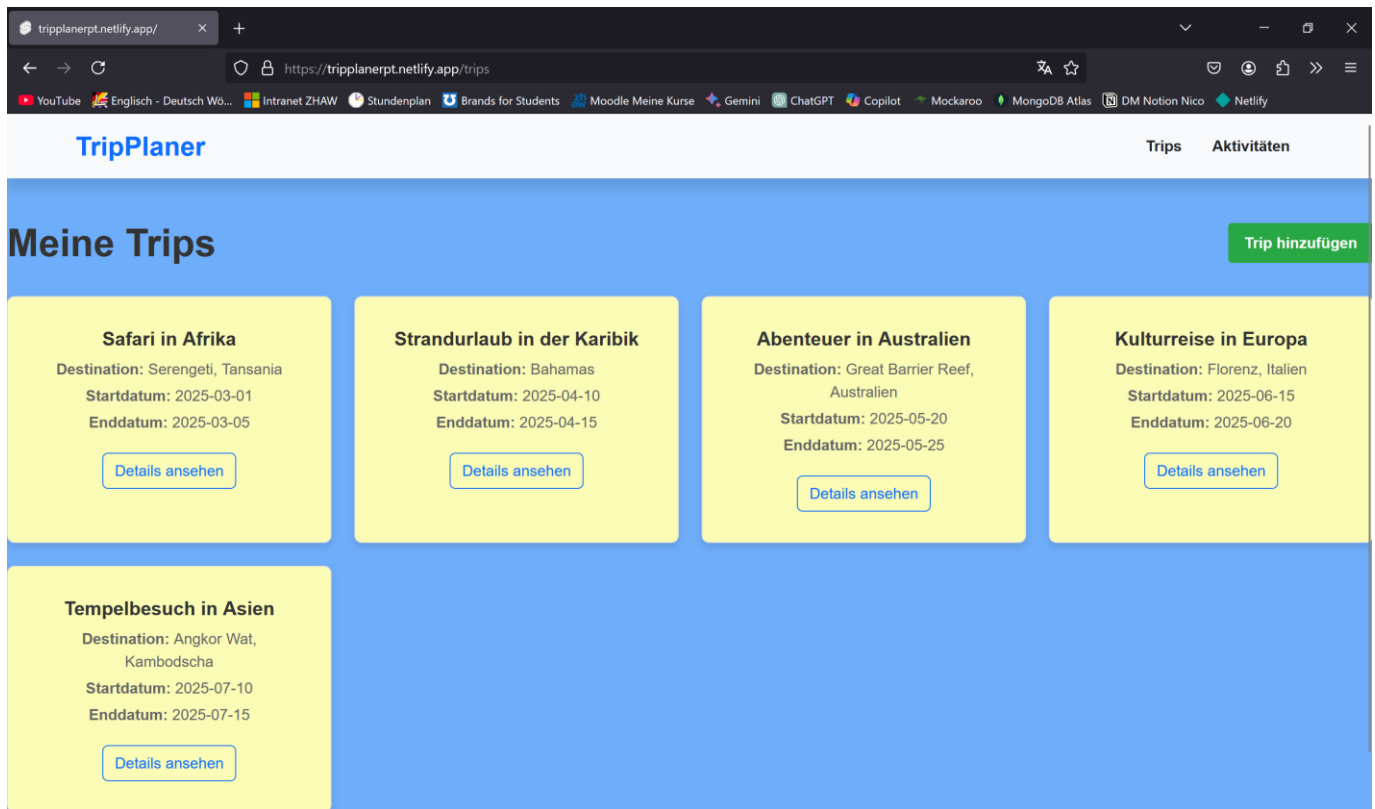 tripplanerpt.netlify.app/
https://tripplanerpt.netlify.app/trips
YouTube Englisch - Deutsch Wö... Intranet ZHAW Stundenplan Brands for Students Moodle Meine Kurse Gemini ChatGPT Copilot Mockaroo MongoDB Atlas DM Notion Nico Netlify
TripPlaner Trips Aktivitäten
Meine Trips
Trip hinzufügen
Safari in Afrika
Destination: Serengeti, Tansania
Startdatum: 2025-03-01
Enddatum: 2025-03-05
Details ansehen
Strandurlaub in der Karibik
Destination: Bahamas
Startdatum: 2025-04-10
Enddatum: 2025-04-15
Details ansehen
Abenteuer in Australien
Destination: Great Barrier Reef,
Australien
Startdatum: 2025-05-20
Enddatum: 2025-05-25
Details ansehen
Kulturreise in Europa
Destination: Florenz, Italien
Startdatum: 2025-06-15
Enddatum: 2025-06-20
Details ansehen
Tempelbesuch in Asien
Destination: Angkor Wat,
Kambodscha
Startdatum: 2025-07-10
Enddatum: 2025-07-15
Details ansehen